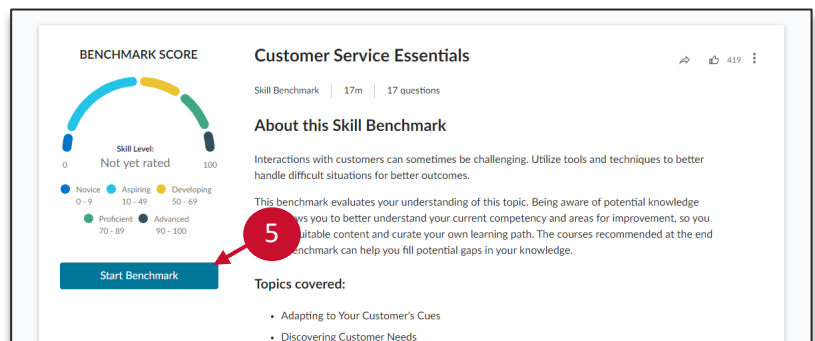 BENCHMARK SCORE
Skill Level:
Not yet rated
0
100
Novice
0 - 9
Aspiring
10 - 49
Developing
50 - 69
Proficient
70 - 89
Advanced
90 - 100
Start Benchmark
5
Customer Service Essentials
419
Skill Benchmark
17m
17 questions
About this Skill Benchmark
Interactions with customers can sometimes be challenging. Utilize tools and techniques to better
handle difficult situations for better outcomes.
This benchmark evaluates your understanding of this topic. Being aware of potential knowledge
you to better understand your current competency and areas for improvement, so you
content and curate your own learning path. The courses recommended at the end
can help you fill potential gaps in your knowledge.
Topics covered:
• Adapting to Your Customer's Cues
• Discovering Customer Needs